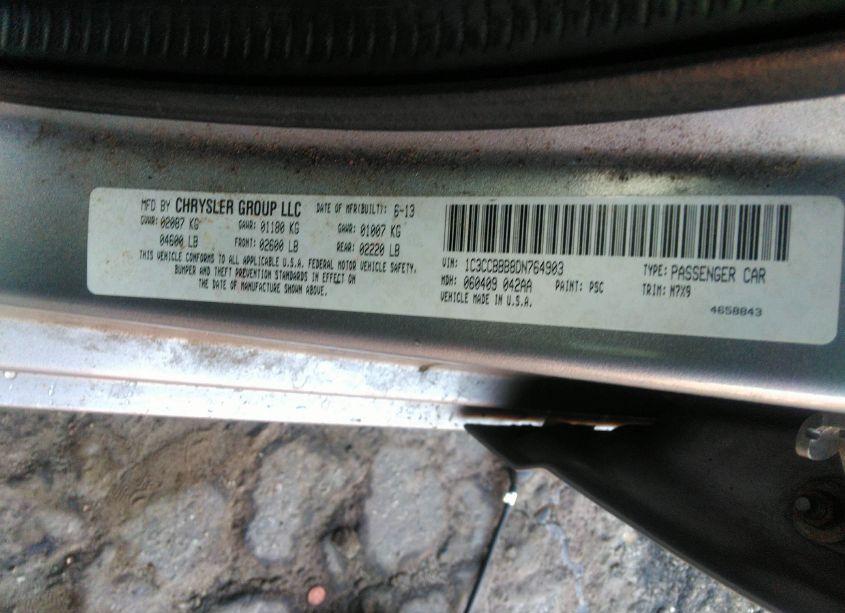 MFD BY CHRYSLER GROUP LLC DATE OF MFR(BUILT): 6-13
GVWR: 02087 KG GAWR: 01180 KG GAWR: 01007 KG
04600 LB FRONT: 02600 LB REAR: 02220 LB
THIS VEHICLE CONFORMS TO ALL APPLICABLE U.S.A. FEDERAL MOTOR VEHICLE SAFETY,
BUMPER AND THEFT PREVENTION STANDARDS IN EFFECT ON
THE DATE OF MANUFACTURE SHOWN ABOVE.
VIN: 1C3CCBBB8DN764903 TYPE: PASSENGER CAR
MDH: 060409 042AA PAINT: PSC TRIM: M7X9
VEHICLE MADE IN U.S.A.
4658843